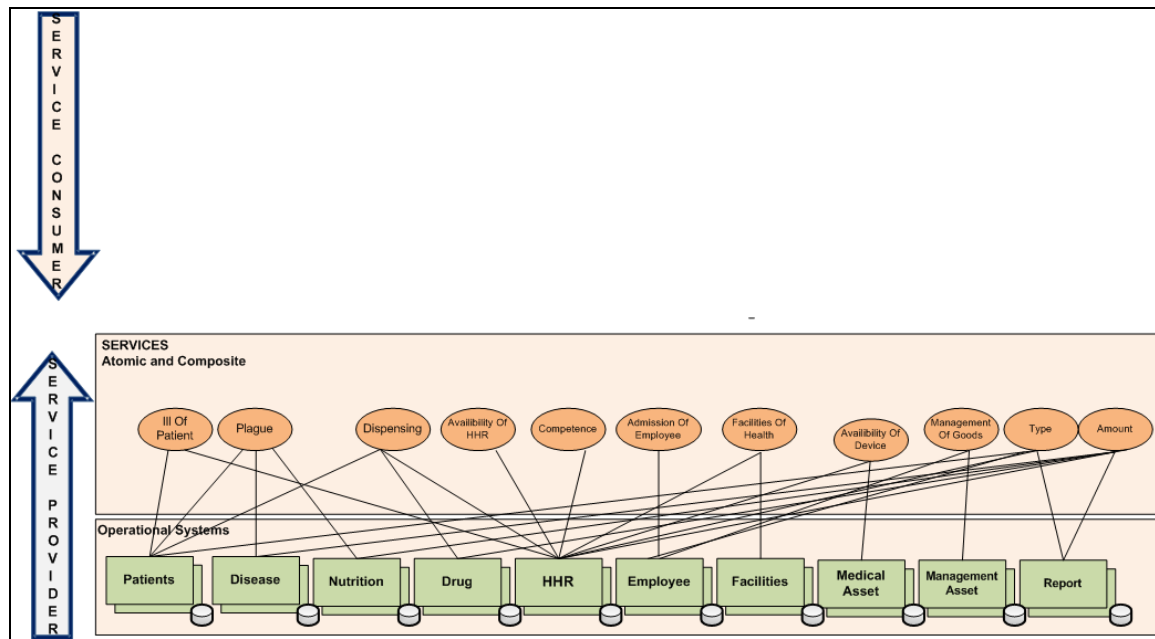 SERVICE CONSUMER
SERVICE PROVIDER
SERVICES
Atomic and Composite
Ill Of
Patient
Plague
Dispensing
Availibility Of
HHR
Competence
Admission Of
Employee
Facilities Of
Health
Availibility Of
Device
Management
Of Goods
Type
Amount
Operational Systems
Patients
Disease
Nutrition
Drug
HHR
Employee
Facilities
Medical
Asset
Management
Asset
Report